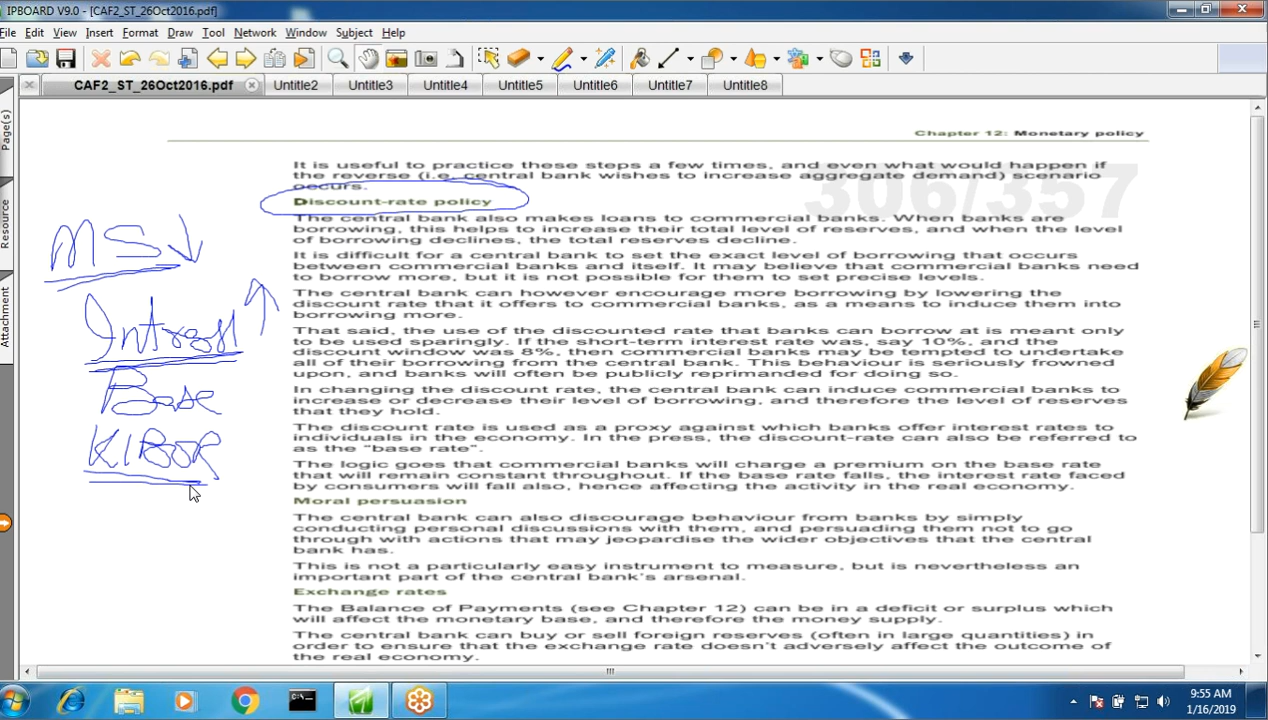 IPBOARD V9.0 - [CAF2_ST_26Oct2016.pdf]
File Edit View Insert Format Draw Tool Network Window Subject Help
CAF2_ST_26Oct2016.pdf Untitle2 Untitle3 Untitle4 Untitle5 Untitle6 Untitle7 Untitle8
Page(s)
Resource
Attachment
Chapter 12: Monetary policy
306/357
It is useful to practice these steps a few times, and even what would happen if
the reverse (i.e. central bank wishes to increase aggregate demand) scenario
occurs.
Discount-rate policy
The central bank also makes loans to commercial banks. When banks are
borrowing, this helps to increase their total level of reserves, and when the level
of borrowing declines, the total reserves decline.
It is difficult for a central bank to set the exact level of borrowing that occurs
between commercial banks and itself. It may believe that commercial banks need
to borrow more, but it is not possible for them to set precise levels.
The central bank can however encourage more borrowing by lowering the
discount rate that it offers to commercial banks, as a means to induce them into
borrowing more.
That said, the use of the discounted rate that banks can borrow at is meant only
to be used sparingly. If the short-term interest rate was, say 10%, and the
discount window was 8%, then commercial banks may be tempted to undertake
all of their borrowing from the central bank. This behaviour is seriously frowned
upon, and banks will often be publicly reprimanded for doing so.
In changing the discount rate, the central bank can induce commercial banks to
increase or decrease their level of borrowing, and therefore the level of reserves
that they hold.
The discount rate is used as a proxy against which banks offer interest rates to
individuals in the economy. In the press, the discount-rate can also be referred to
as the "base rate".
The logic goes that commercial banks will charge a premium on the base rate
that will remain constant throughout. If the base rate falls, the interest rate faced
by consumers will fall also, hence affecting the activity in the real economy.
Moral persuasion
The central bank can also discourage behaviour from banks by simply
conducting personal discussions with them, and persuading them not to go
through with actions that may jeopardise the wider objectives that the central
bank has.
This is not a particularly easy instrument to measure, but is nevertheless an
important part of the central bank's arsenal.
Exchange rates
The Balance of Payments (see Chapter 12) can be in a deficit or surplus which
will affect the monetary base, and therefore the money supply.
The central bank can buy or sell foreign reserves (often in large quantities) in
order to ensure that the exchange rate doesn't adversely affect the outcome of
the real economy.
MS ↓
↑
Base
KIBOR
9:55 AM
1/16/2019